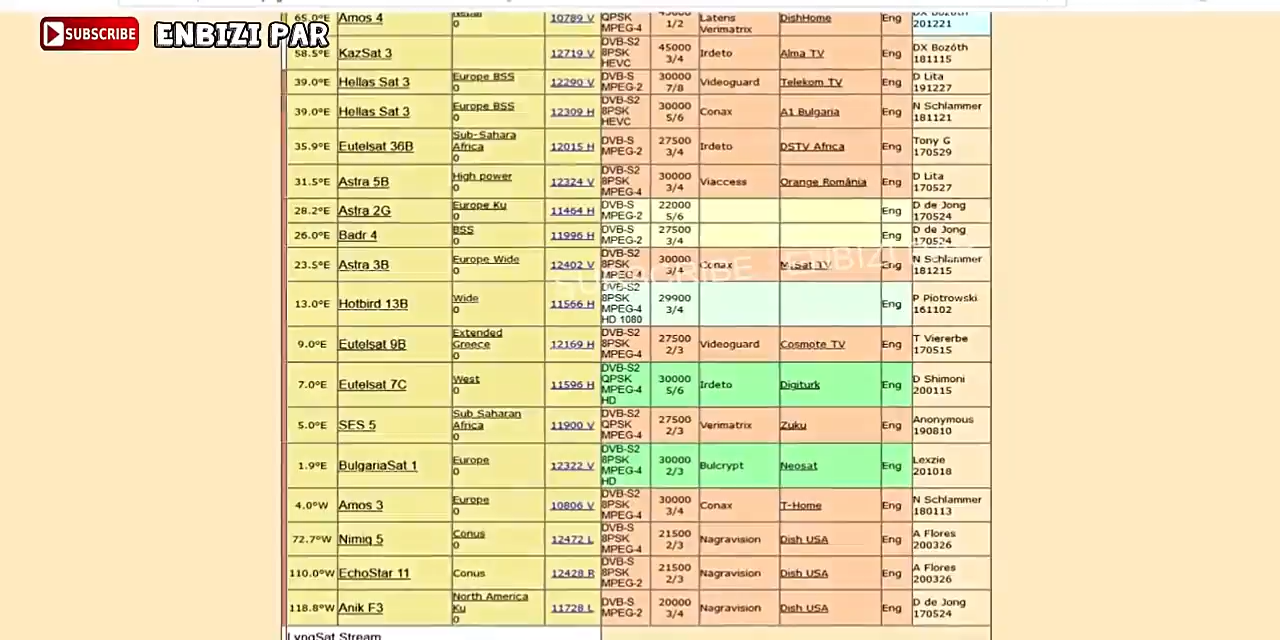 SUBSCRIBE ENBIZI PAR
65.0°E Amos 4 0 10789 V QPSK MPEG-4 1/2 Latens Verimatrix DishHome Eng 201221
58.5°E KazSat 3 12719 V DVB-S2 8PSK HEVC 45000 3/4 Irdeto Alma TV Eng DX Bozóth 181115
39.0°E Hellas Sat 3 Europe BSS 0 12290 V DVB-S MPEG-2 30000 7/8 Videoguard Telekom TV Eng D Lita 191227
39.0°E Hellas Sat 3 Europe BSS 0 12309 H DVB-S2 8PSK HEVC 30000 5/6 Conax A1 Bulgaria Eng N Schlammer 181121
35.9°E Eutelsat 36B Sub-Sahara Africa 0 12015 H DVB-S MPEG-2 27500 3/4 Irdeto DSTV Africa Eng Tony G 170529
31.5°E Astra 5B High power 0 12324 V DVB-S2 8PSK MPEG-4 30000 3/4 Viaccess Orange România Eng D Lita 170527
28.2°E Astra 2G Europe Ku 0 11464 H DVB-S MPEG-2 22000 5/6 Eng D de Jong 170524
26.0°E Badr 4 BSS 0 11996 H DVB-S MPEG-2 27500 3/4 Eng D de Jong 170524
23.5°E Astra 3B Europe Wide 0 12402 V DVB-S2 8PSK MPEG-4 30000 3/4 Conax M:Sat TV Eng N Schlammer 181215
SUBSCRIBE ENBIZI PAR
13.0°E Hotbird 13B Wide 0 11566 H DVB-S2 8PSK MPEG-4 HD 1080 29900 3/4 Eng P Piotrowski 161102
9.0°E Eutelsat 9B Extended Greece 0 12169 H DVB-S2 8PSK MPEG-4 27500 2/3 Videoguard Cosmote TV Eng T Viererbe 170515
7.0°E Eutelsat 7C West 0 11596 H DVB-S2 QPSK MPEG-4 HD 30000 5/6 Irdeto Digiturk Eng D Shimoni 200115
5.0°E SES 5 Sub Saharan Africa 0 11900 V DVB-S2 QPSK MPEG-4 27500 2/3 Verimatrix Zuku Eng Anonymous 190810
1.9°E BulgariaSat 1 Europe 0 12322 V DVB-S2 8PSK MPEG-4 HD 30000 2/3 Bulcrypt Neosat Eng Lexzie 201018
4.0°W Amos 3 Europe 0 10806 V DVB-S2 8PSK MPEG-4 30000 3/4 Conax T-Home Eng N Schlammer 180113
72.7°W Nimiq 5 Conus 0 12472 L DVB-S 8PSK MPEG-4 21500 2/3 Nagravision Dish USA Eng A Flores 200326
110.0°W EchoStar 11 Conus 12428 R DVB-S 8PSK MPEG-2 21500 2/3 Nagravision Dish USA Eng A Flores 200326
118.8°W Anik F3 North America Ku 0 11728 L DVB-S MPEG-2 20000 3/4 Nagravision Dish USA Eng D de Jong 170524
LyngSat Stream